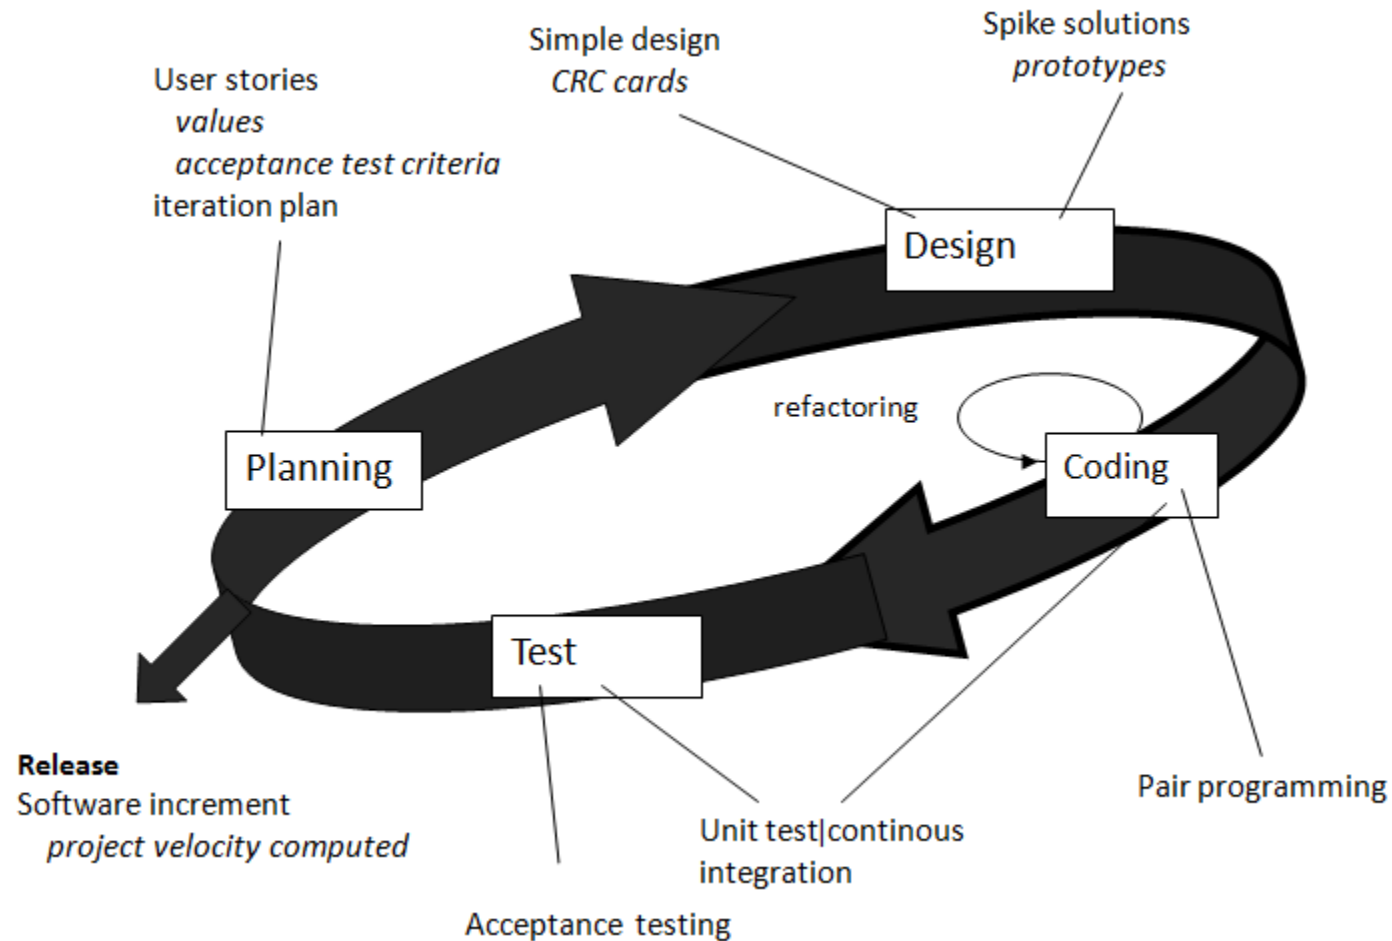 Spike solutions
prototypes
Simple design
CRC cards
User stories
values
acceptance test criteria
iteration plan
Design
refactoring
Planning
Coding
Test
Release
Software increment
project velocity computed
Pair programming
Unit test|continous
integration
Acceptance testing